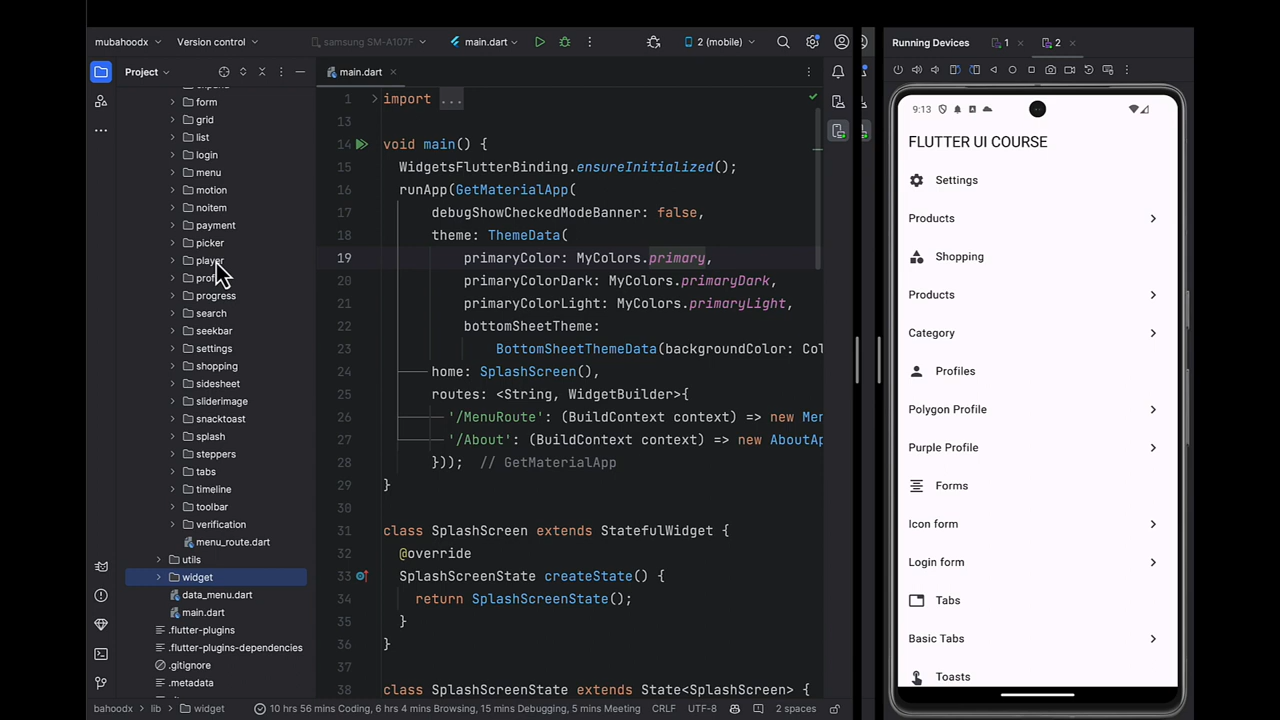 mubahoodx
Version control
samsung SM-A107F
main.dart
2 (mobile)
Running Devices
1
2
Project
main.dart
form
grid
list
login
menu
motion
noitem
payment
picker
player
progress
search
seekbar
settings
shopping
sidesheet
sliderimage
snacktoast
splash
steppers
tabs
timeline
toolbar
verification
menu_route.dart
utils
widget
data_menu.dart
main.dart
.flutter-plugins
.flutter-plugins-dependencies
.gitignore
.metadata
1 import ...
13
14 void main() {
15 WidgetsFlutterBinding.ensureInitialized();
16 runApp(GetMaterialApp(
17 debugShowCheckedModeBanner: false,
18 theme: ThemeData(
19 primaryColor: MyColors.primary,
20 primaryColorDark: MyColors.primaryDark,
21 primaryColorLight: MyColors.primaryLight,
22 bottomSheetTheme:
23 BottomSheetThemeData(backgroundColor: Col
24 home: SplashScreen(),
25 routes: <String, WidgetBuilder>{
26 '/MenuRoute': (BuildContext context) => new Men
27 '/About': (BuildContext context) => new AboutAp
28 })); // GetMaterialApp
29 }
30
31 class SplashScreen extends StatefulWidget {
32 @override
33 SplashScreenState createState() {
34 return SplashScreenState();
35 }
36 }
37
38 class SplashScreenState extends State<SplashScreen> {
9:13
FLUTTER UI COURSE
Settings
Products
Shopping
Products
Category
Profiles
Polygon Profile
Purple Profile
Forms
Icon form
Login form
Tabs
Basic Tabs
Toasts
bahoodx > lib > widget
10 hrs 56 mins Coding, 6 hrs 4 mins Browsing, 15 mins Debugging, 5 mins Meeting
CRLF
UTF-8
2 spaces